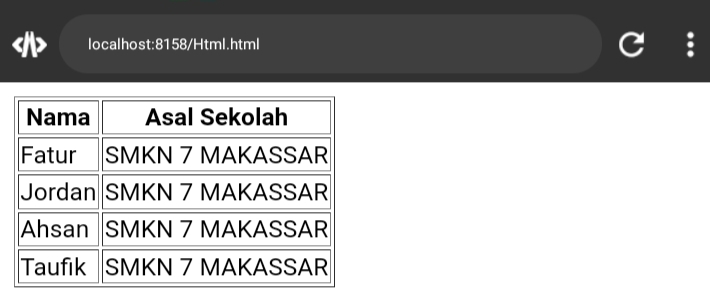 localhost:8158/Html.html
Nama Asal Sekolah
Fatur SMKN 7 MAKASSAR
Jordan SMKN 7 MAKASSAR
Ahsan SMKN 7 MAKASSAR
Taufik SMKN 7 MAKASSAR